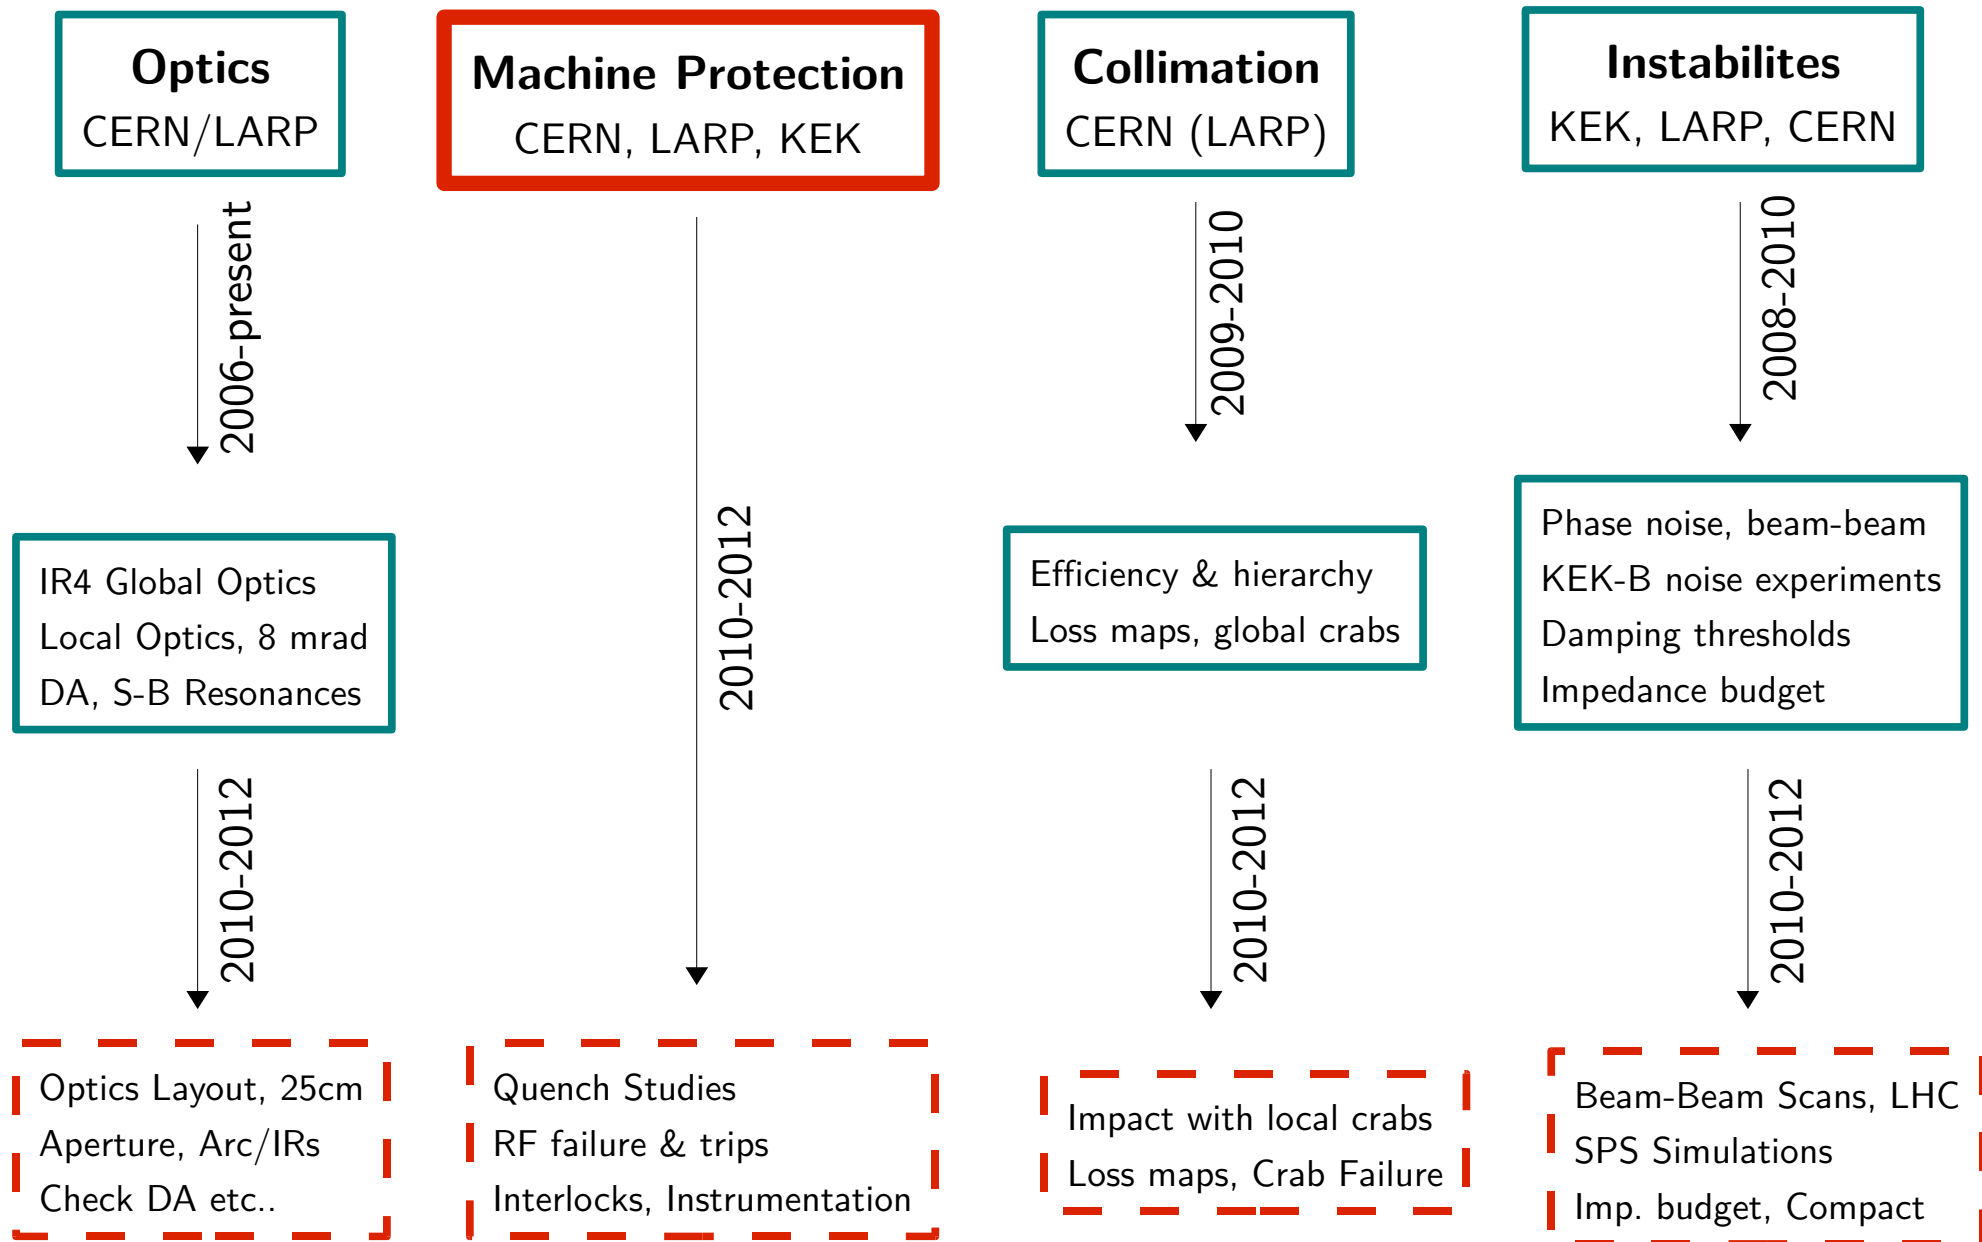 Optics
CERN/LARP
2006-present
IR4 Global Optics
Local Optics, 8 mrad
DA, S-B Resonances
2010-2012
Optics Layout, 25cm
Aperture, Arc/IRs
Check DA etc..
Machine Protection
CERN, LARP, KEK
2010-2012
Quench Studies
RF failure & trips
Interlocks, Instrumentation
Collimation
CERN (LARP)
2009-2010
Efficiency & hierarchy
Loss maps, global crabs
2010-2012
Impact with local crabs
Loss maps, Crab Failure
Instabilites
KEK, LARP, CERN
2008-2010
Phase noise, beam-beam
KEK-B noise experiments
Damping thresholds
Impedance budget
2010-2012
Beam-Beam Scans, LHC
SPS Simulations
Imp. budget, Compact